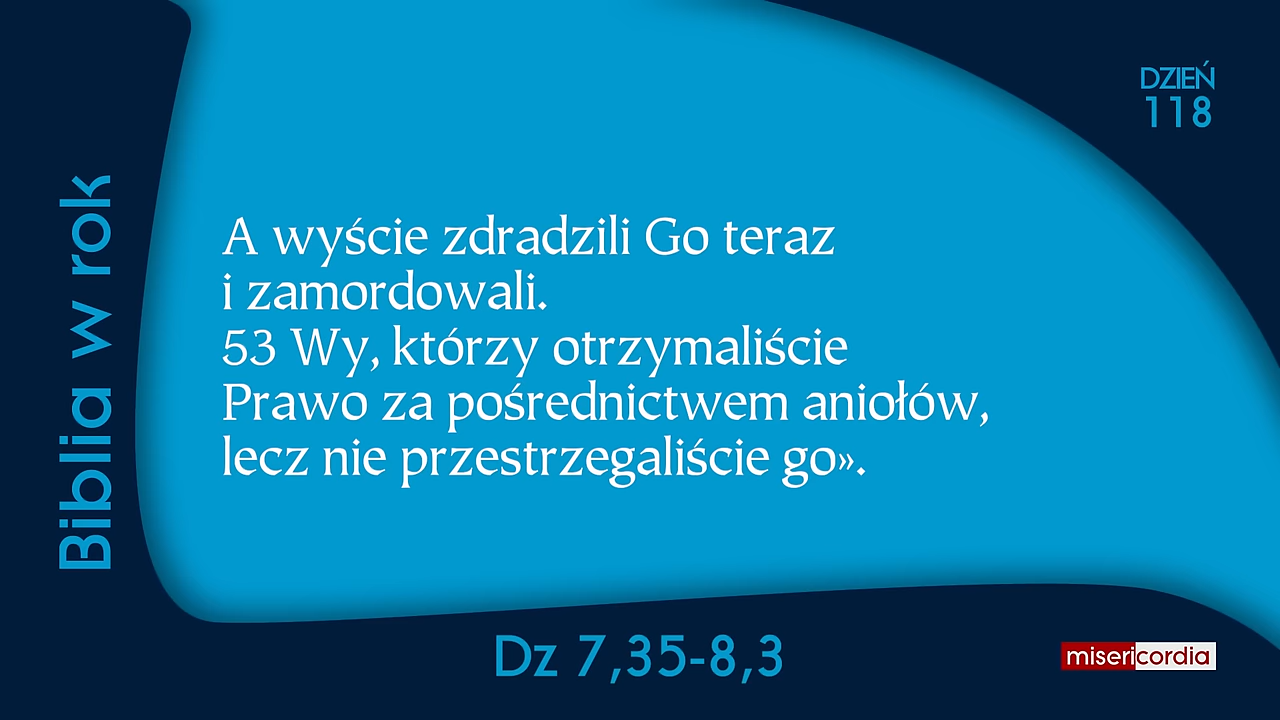 DZIEŃ
118
Biblia w rok
A wyście zdradzili Go teraz
i zamordowali.
53 Wy, którzy otrzymaliście
Prawo za pośrednictwem aniołów,
lecz nie przestrzegaliście go».
Dz 7,35-8,3
misericordia